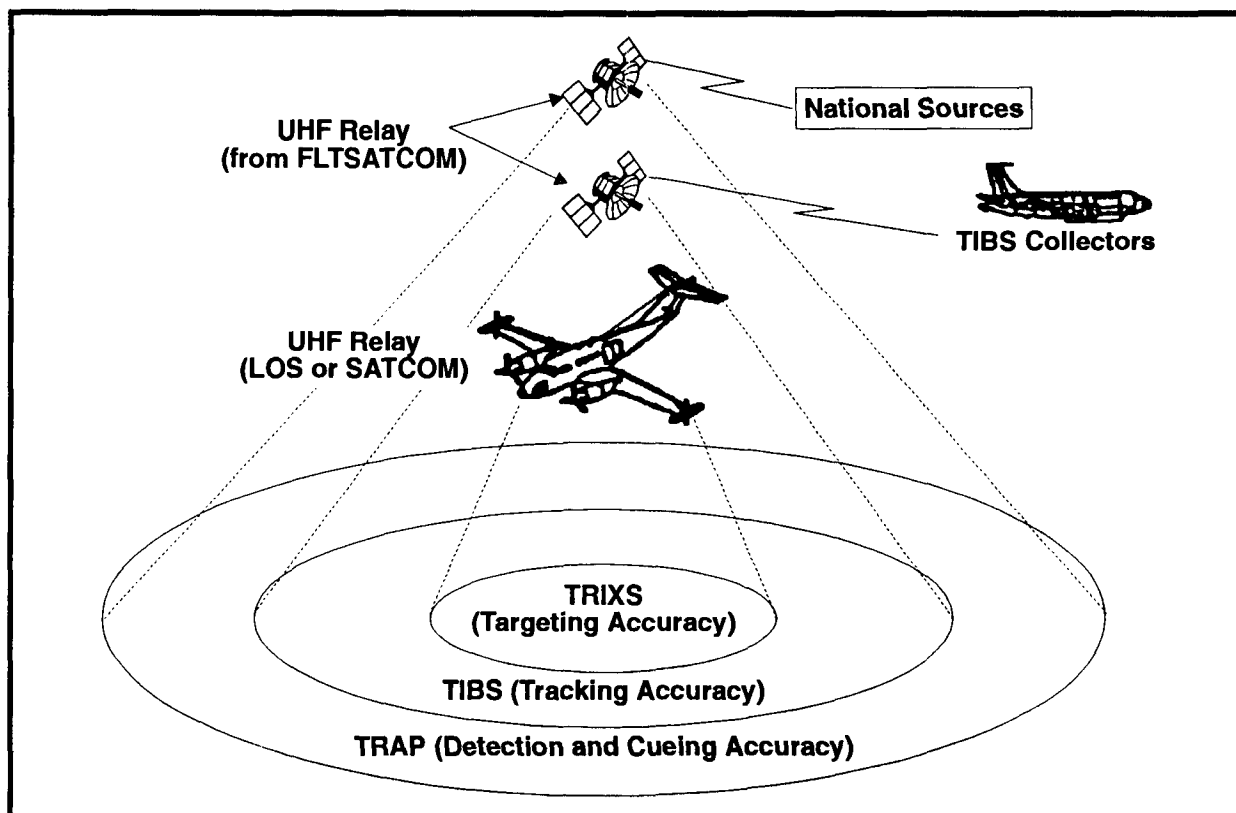 National Sources
UHF Relay
(from FLTSATCOM)
TIBS Collectors
UHF Relay
(LOS or SATCOM)
TRIXS
(Targeting Accuracy)
TIBS (Tracking Accuracy)
TRAP (Detection and Cueing Accuracy)